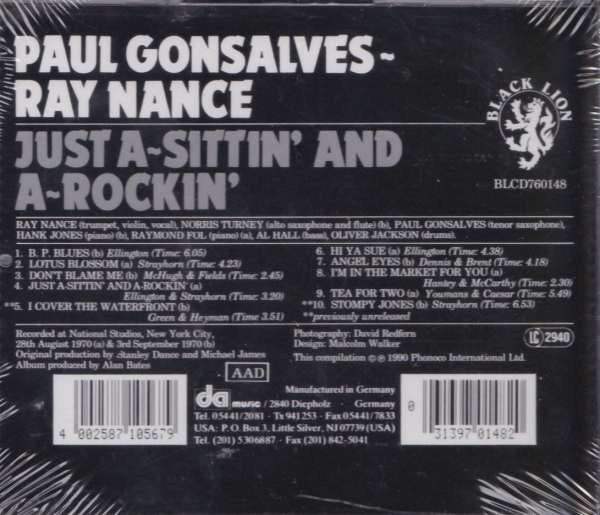 PAUL GONSALVES~
RAY NANCE
JUST A~SITTIN' AND
A~ROCKIN'
BLACK LION
BLCD760148
RAY NANCE (trumpet, violin, vocal), NORRIS TURNEY (alto saxophone and flute) (b), PAUL GONSALVES (tenor saxophone),
HANK JONES (piano) (b), RAYMOND FOL (piano) (a), AL HALL (bass), OLIVER JACKSON (drums).
1. B. P. BLUES (b) Ellington (Time: 6.05)
2. LOTUS BLOSSOM (a) Strayhorn (Time: 4.23)
3. DON'T BLAME ME (b) McHugh & Fields (Time: 2.45)
4. JUST A-SITTIN' AND A-ROCKIN' (a)
Ellington & Strayhorn (Time: 3.20)
**5. I COVER THE WATERFRONT (b)
Green & Heyman (Time 3.51)
6. HI YA SUE (a) Ellington (Time: 4.38)
7. ANGEL EYES (b) Dennis & Brent (Time: 4.18)
8. I'M IN THE MARKET FOR YOU (a)
Hanley & McCarthy (Time: 2.30)
9. TEA FOR TWO (a) Youmans & Caesar (Time: 5.49)
**10. STOMPY JONES (b) Strayhorn (Time: 6.53)
**previously unreleased
Recorded at National Studios, New York City,
28th August 1970 (a) & 3rd September 1970 (b)
Original production by Stanley Dance and Michael James
Album produced by Alan Bates
Photography: David Redfern
Design: Malcolm Walker
This compilation ℗ © 1990 Phonoco International Ltd.
LC 2940
AAD
da music / 2840 Diepholz
Manufactured in Germany
Germany
Tel. 05441/2081 · Tx 941253 · Fax 05441/7833
USA: P.O. Box 3, Little Silver, NJ 07739 (USA)
Tel. (201) 530 6887 · Fax (201) 842-5041
4 002587 105679
0 31397 01482